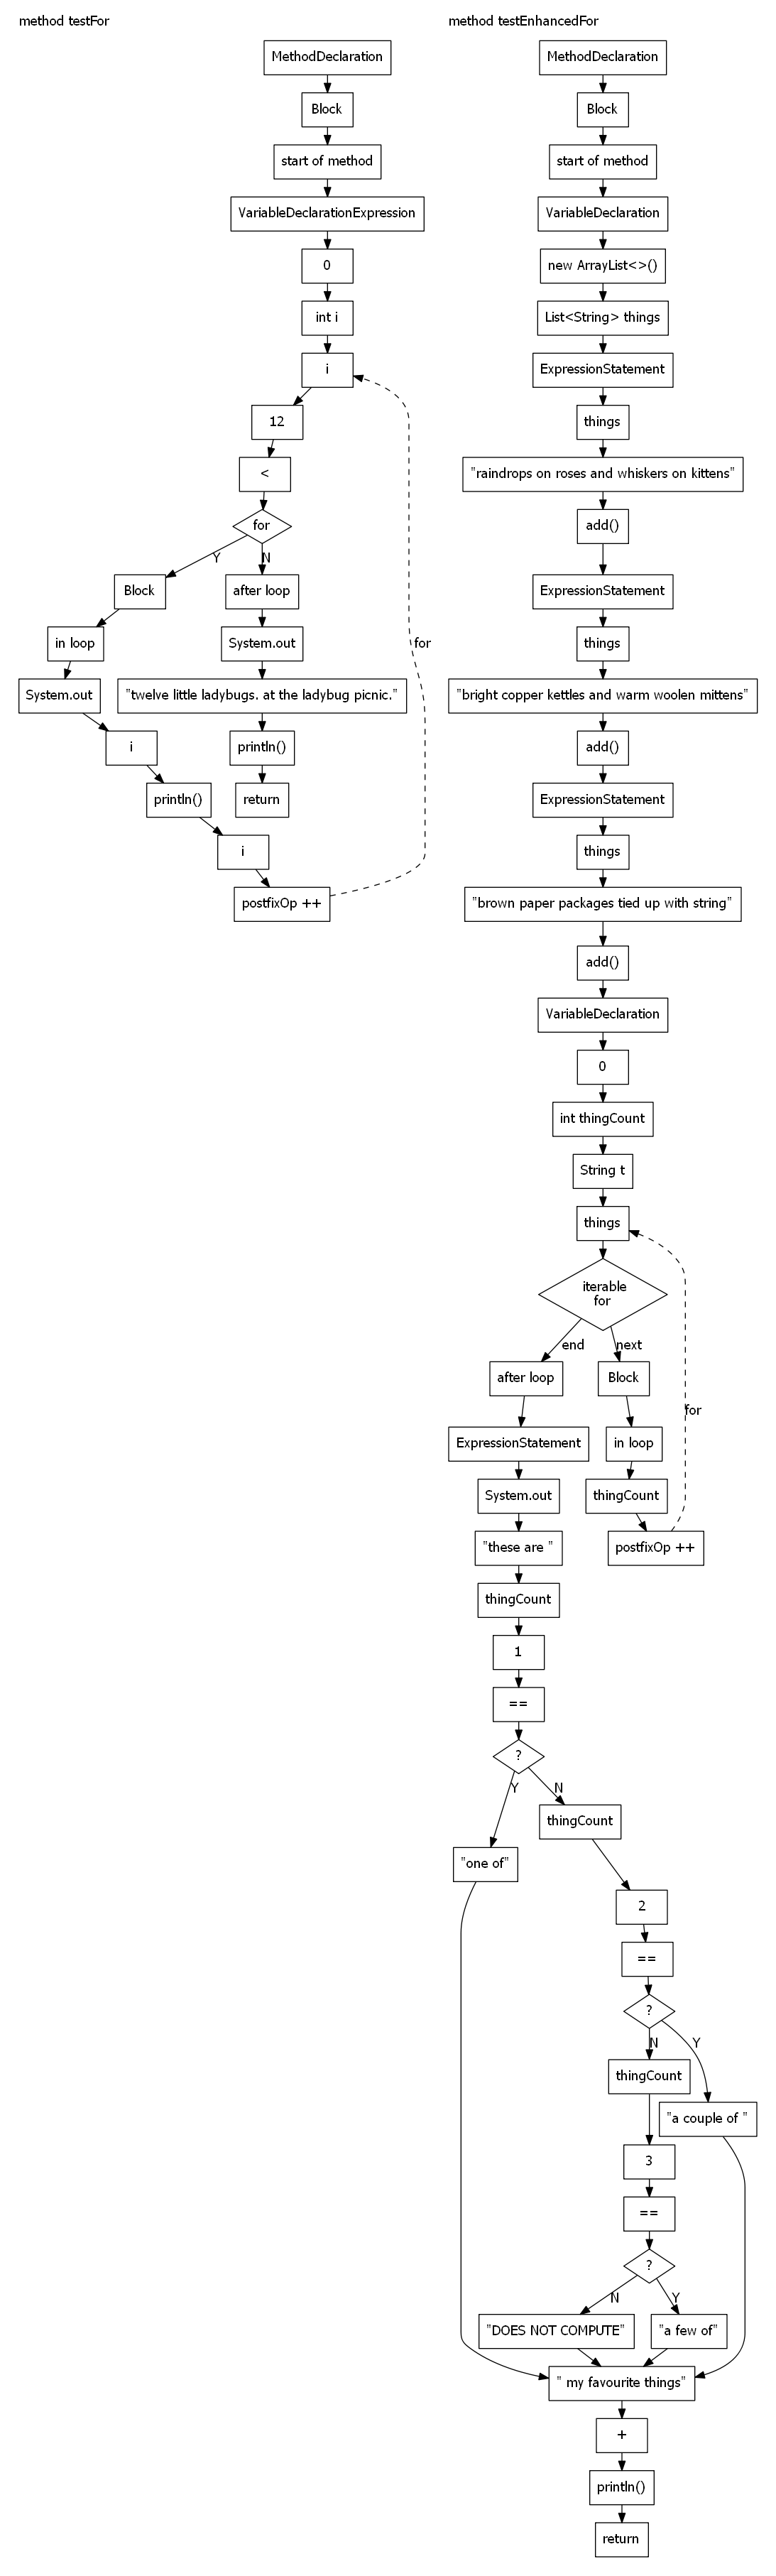 method testFor
MethodDeclaration
Block
start of method
VariableDeclarationExpression
0
int i
i
12
<
for
Y
N
Block
after loop
in loop
System.out
for
System.out
"twelve little ladybugs. at the ladybug picnic."
i
println()
println()
return
i
postfixOp ++
method testEnhancedFor
MethodDeclaration
Block
start of method
VariableDeclaration
new ArrayList<>()
List<String> things
ExpressionStatement
things
"raindrops on roses and whiskers on kittens"
add()
ExpressionStatement
things
"bright copper kettles and warm woolen mittens"
add()
ExpressionStatement
things
"brown paper packages tied up with string"
add()
VariableDeclaration
0
int thingCount
String t
things
iterable
for
end
next
after loop
Block
for
ExpressionStatement
in loop
System.out
thingCount
"these are "
postfixOp ++
thingCount
1
==
?
Y
N
thingCount
"one of"
2
==
?
N
Y
thingCount
"a couple of "
3
==
?
N
Y
"DOES NOT COMPUTE"
"a few of"
" my favourite things"
+
println()
return